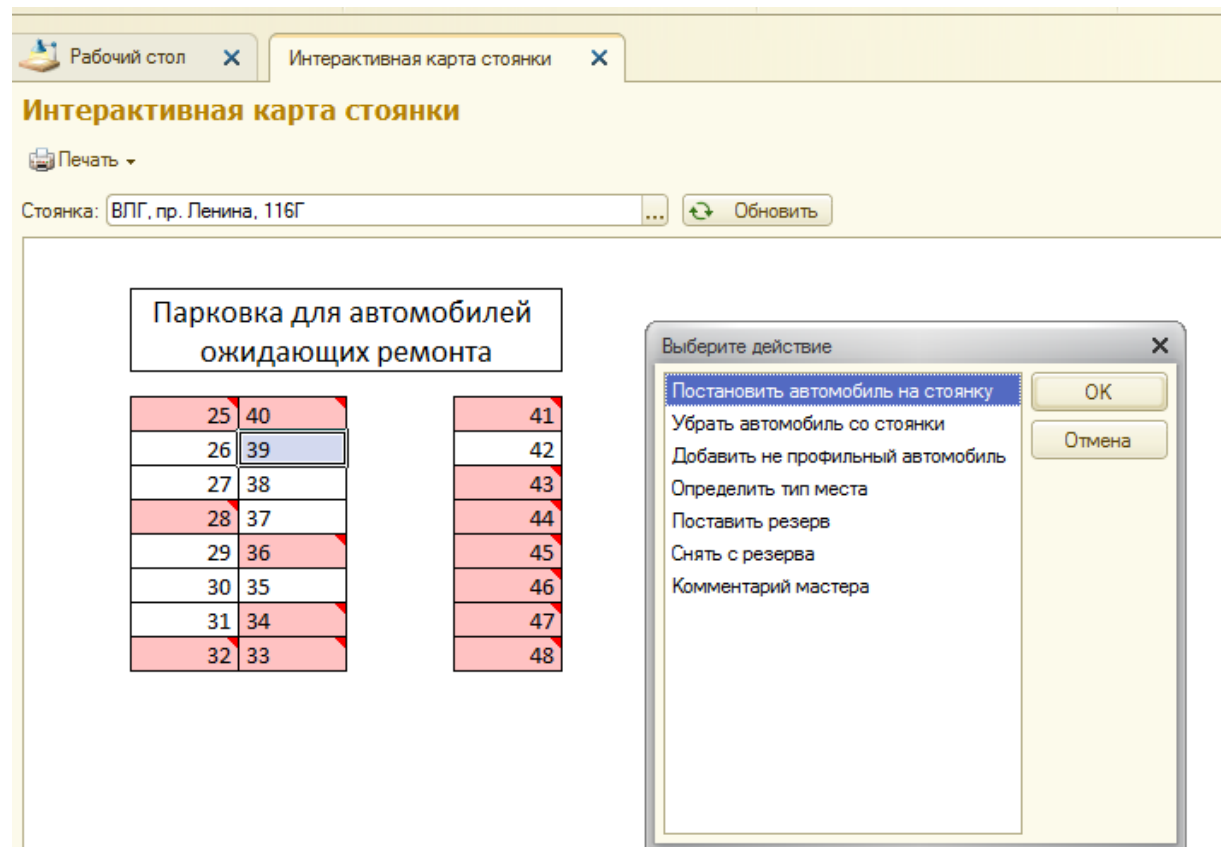 Рабочий стол
Интерактивная карта стоянки
Интерактивная карта стоянки
Печать
Стоянка: ВЛГ, пр. Ленина, 116Г ... Обновить
Парковка для автомобилей
ожидающих ремонта
25 40 41
26 39 42
27 38 43
28 37 44
29 36 45
30 35 46
31 34 47
32 33 48
Выберите действие
Постановить автомобиль на стоянку
Убрать автомобиль со стоянки
Добавить не профильный автомобиль
Определить тип места
Поставить резерв
Снять с резерва
Комментарий мастера
OK
Отмена